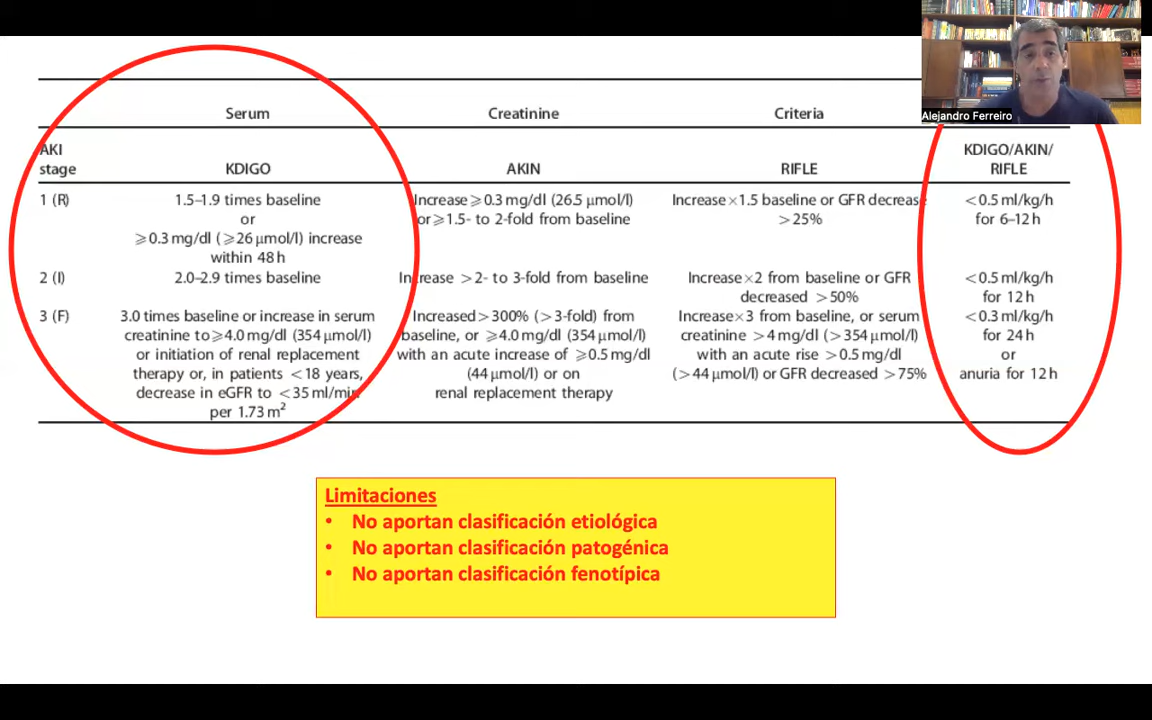 Alejandro Ferreiro
Serum Creatinine Criteria
AKI
stage KDIGO AKIN RIFLE KDIGO/AKIN/
RIFLE
1 (R) 1.5–1.9 times baseline Increase⩾0.3 mg/dl (26.5 μmol/l) Increase×1.5 baseline or GFR decrease <0.5 ml/kg/h
or or⩾1.5- to 2-fold from baseline >25% for 6–12 h
⩾0.3 mg/dl (⩾26 μmol/l) increase
within 48 h
2 (I) 2.0–2.9 times baseline Increase >2- to 3-fold from baseline Increase×2 from baseline or GFR <0.5 ml/kg/h
decreased >50% for 12 h
3 (F) 3.0 times baseline or increase in serum Increased>300% (>3-fold) from Increase×3 from baseline, or serum <0.3 ml/kg/h
creatinine to⩾4.0 mg/dl (354 μmol/l) baseline, or ⩾4.0 mg/dl (354 μmol/l) creatinine >4 mg/dl (>354 μmol/l) for 24 h
or initiation of renal replacement with an acute increase of ⩾0.5 mg/dl with an acute rise >0.5 mg/dl or
therapy or, in patients <18 years, (44 μmol/l) or on (>44 μmol/l) or GFR decreased >75% anuria for 12 h
decrease in eGFR to <35 ml/min renal replacement therapy
per 1.73 m²
Limitaciones
• No aportan clasificación etiológica
• No aportan clasificación patogénica
• No aportan clasificación fenotípica